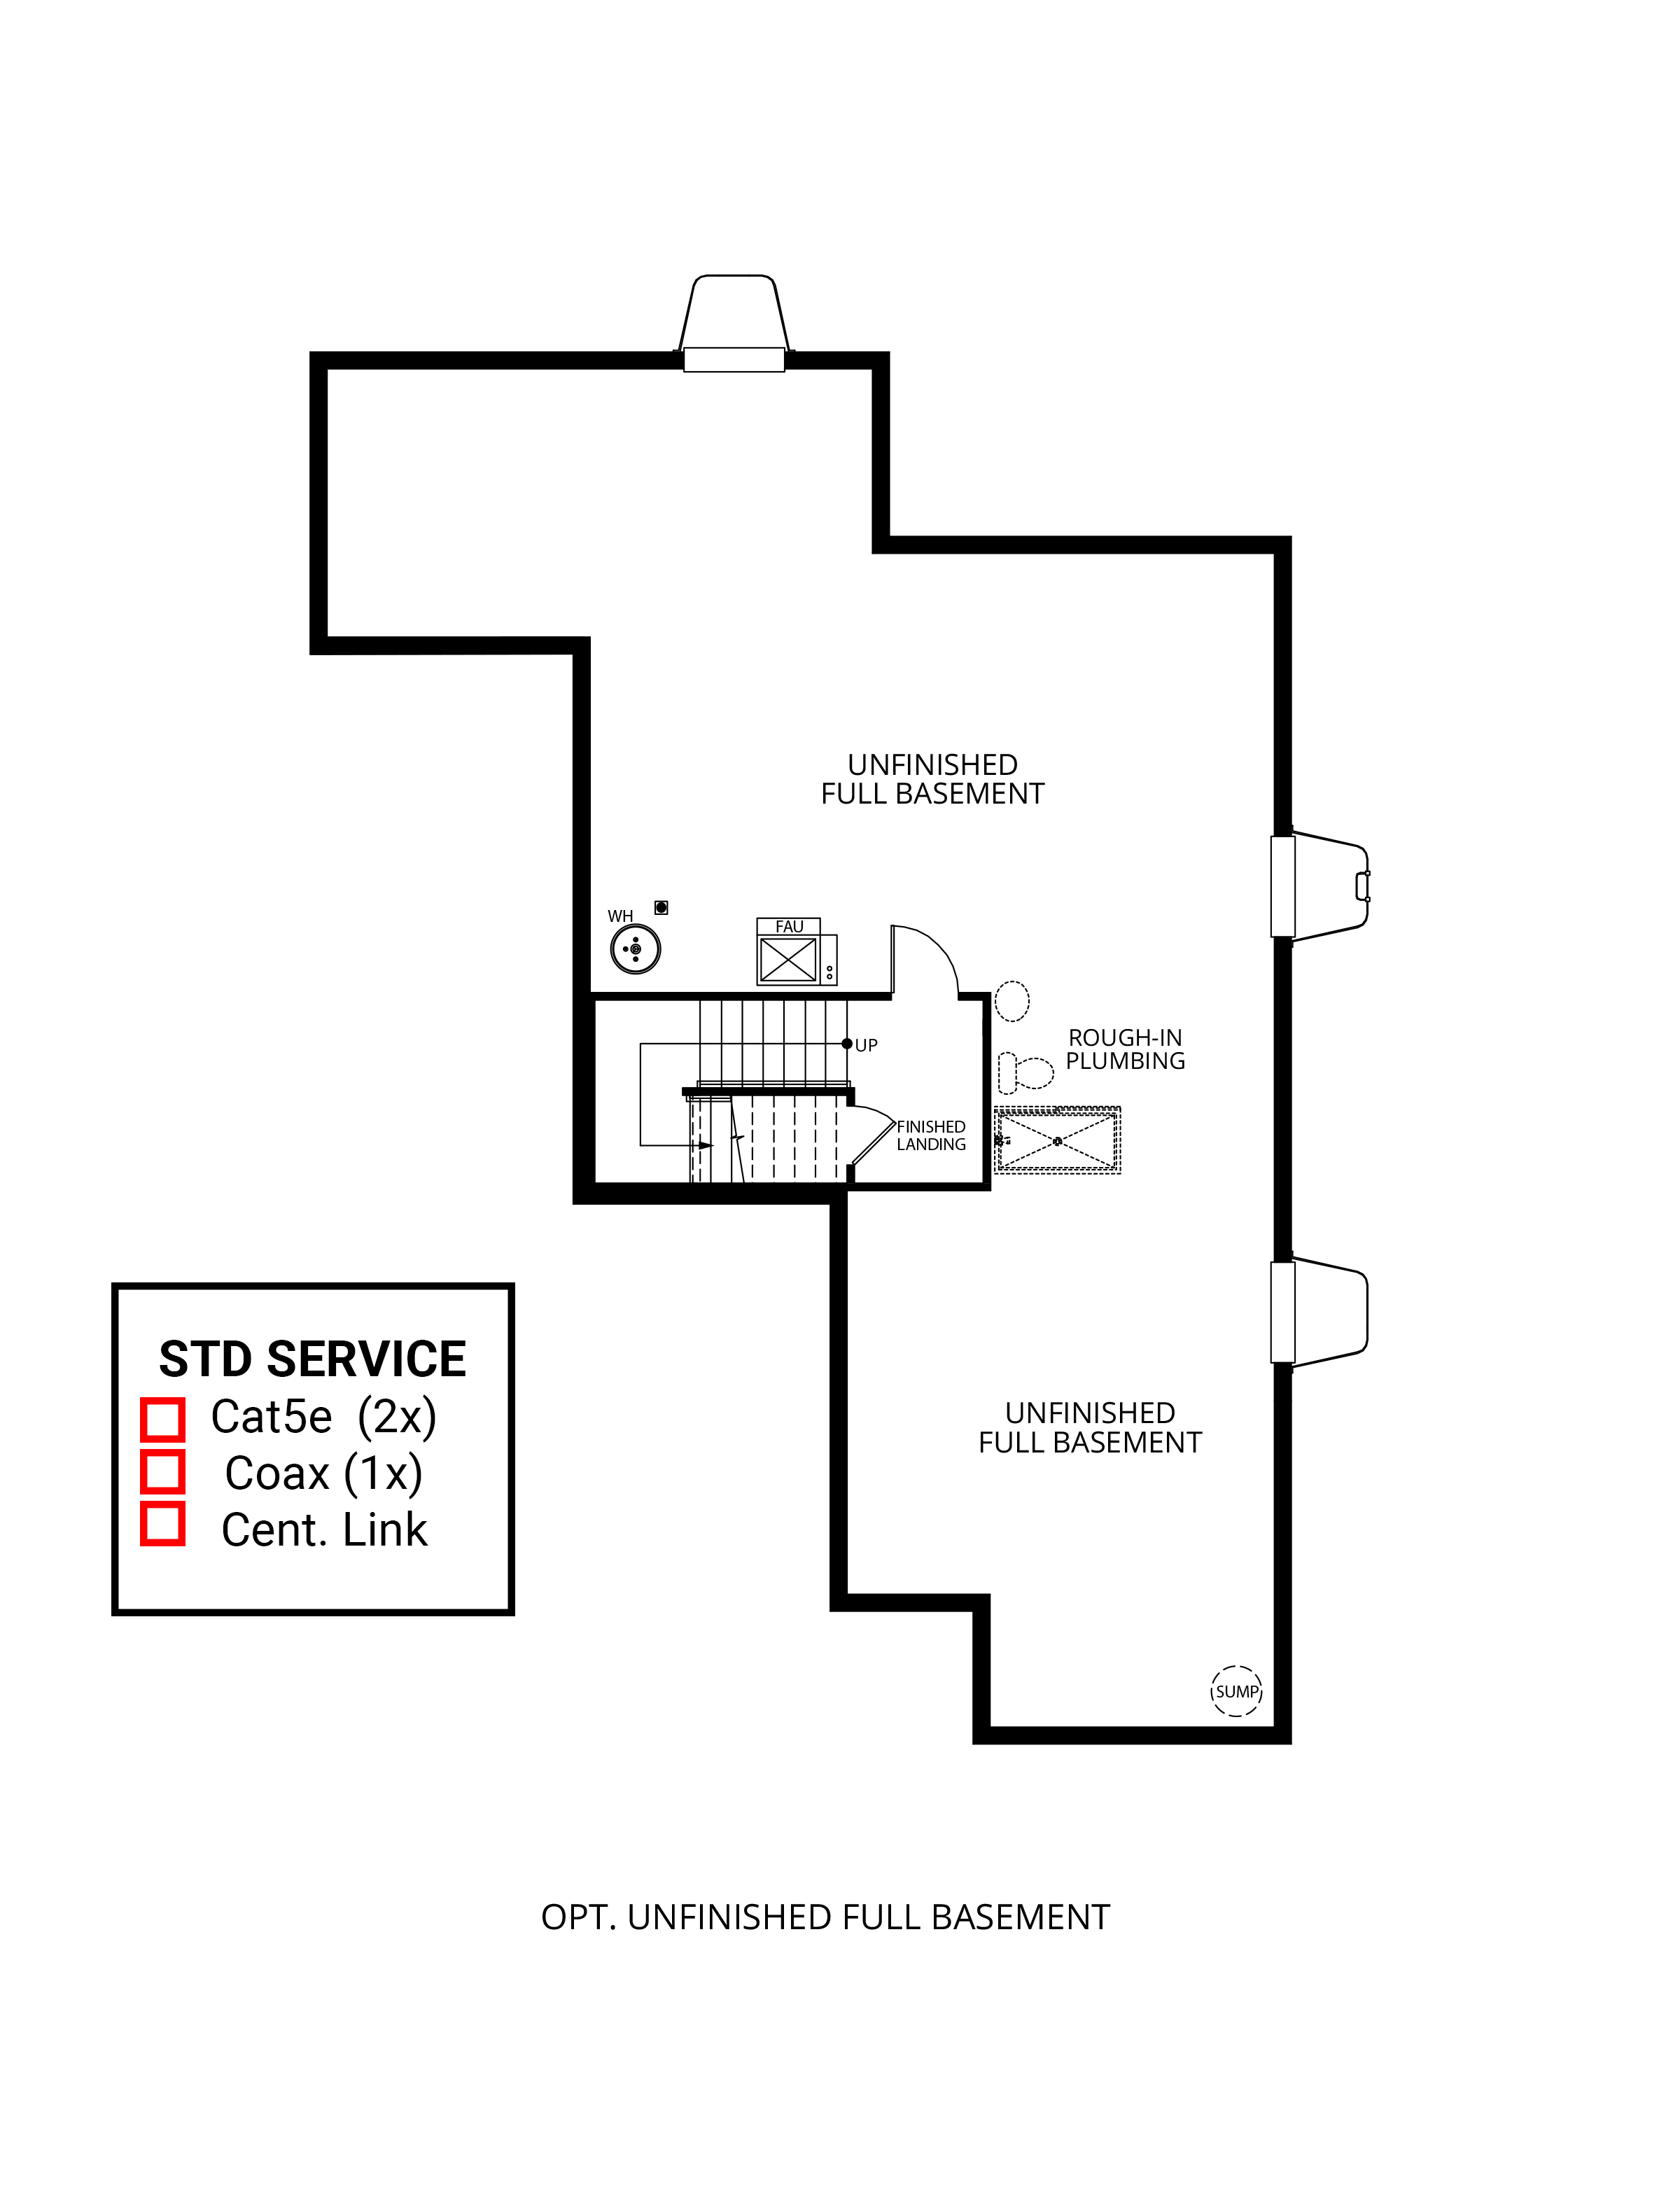 UNFINISHED
FULL BASEMENT
WH
FAU
UP
ROUGH-IN
PLUMBING
FINISHED
LANDING
STD SERVICE
Cat5e (2x)
Coax (1x)
Cent. Link
UNFINISHED
FULL BASEMENT
SUMP
OPT. UNFINISHED FULL BASEMENT